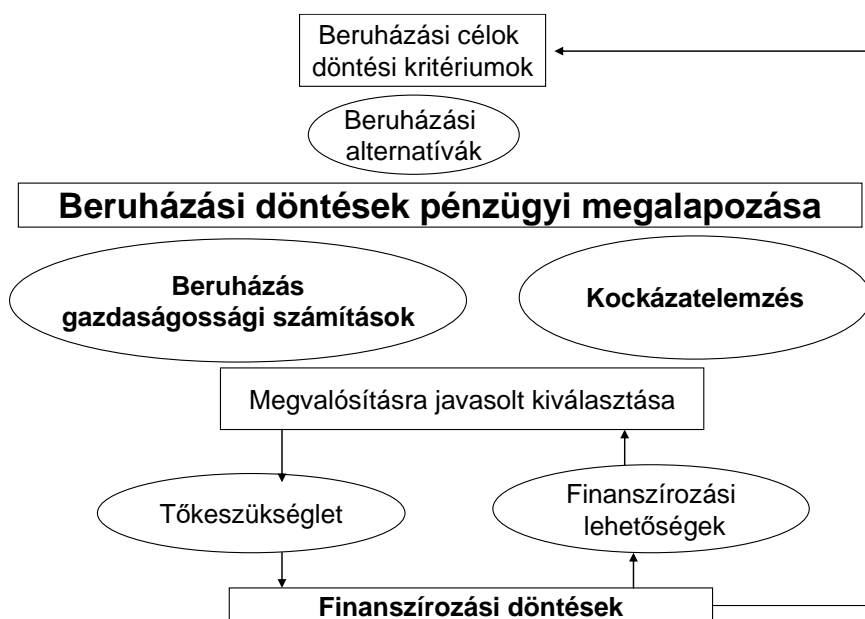 Beruházási célok
döntési kritériumok
Beruházási
alternatívák
Beruházási döntések pénzügyi megalapozása
Beruházás
gazdaságossági számítások
Kockázatelemzés
Megvalósításra javasolt kiválasztása
Tőkeszükséglet
Finanszírozási
lehetőségek
Finanszírozási döntések